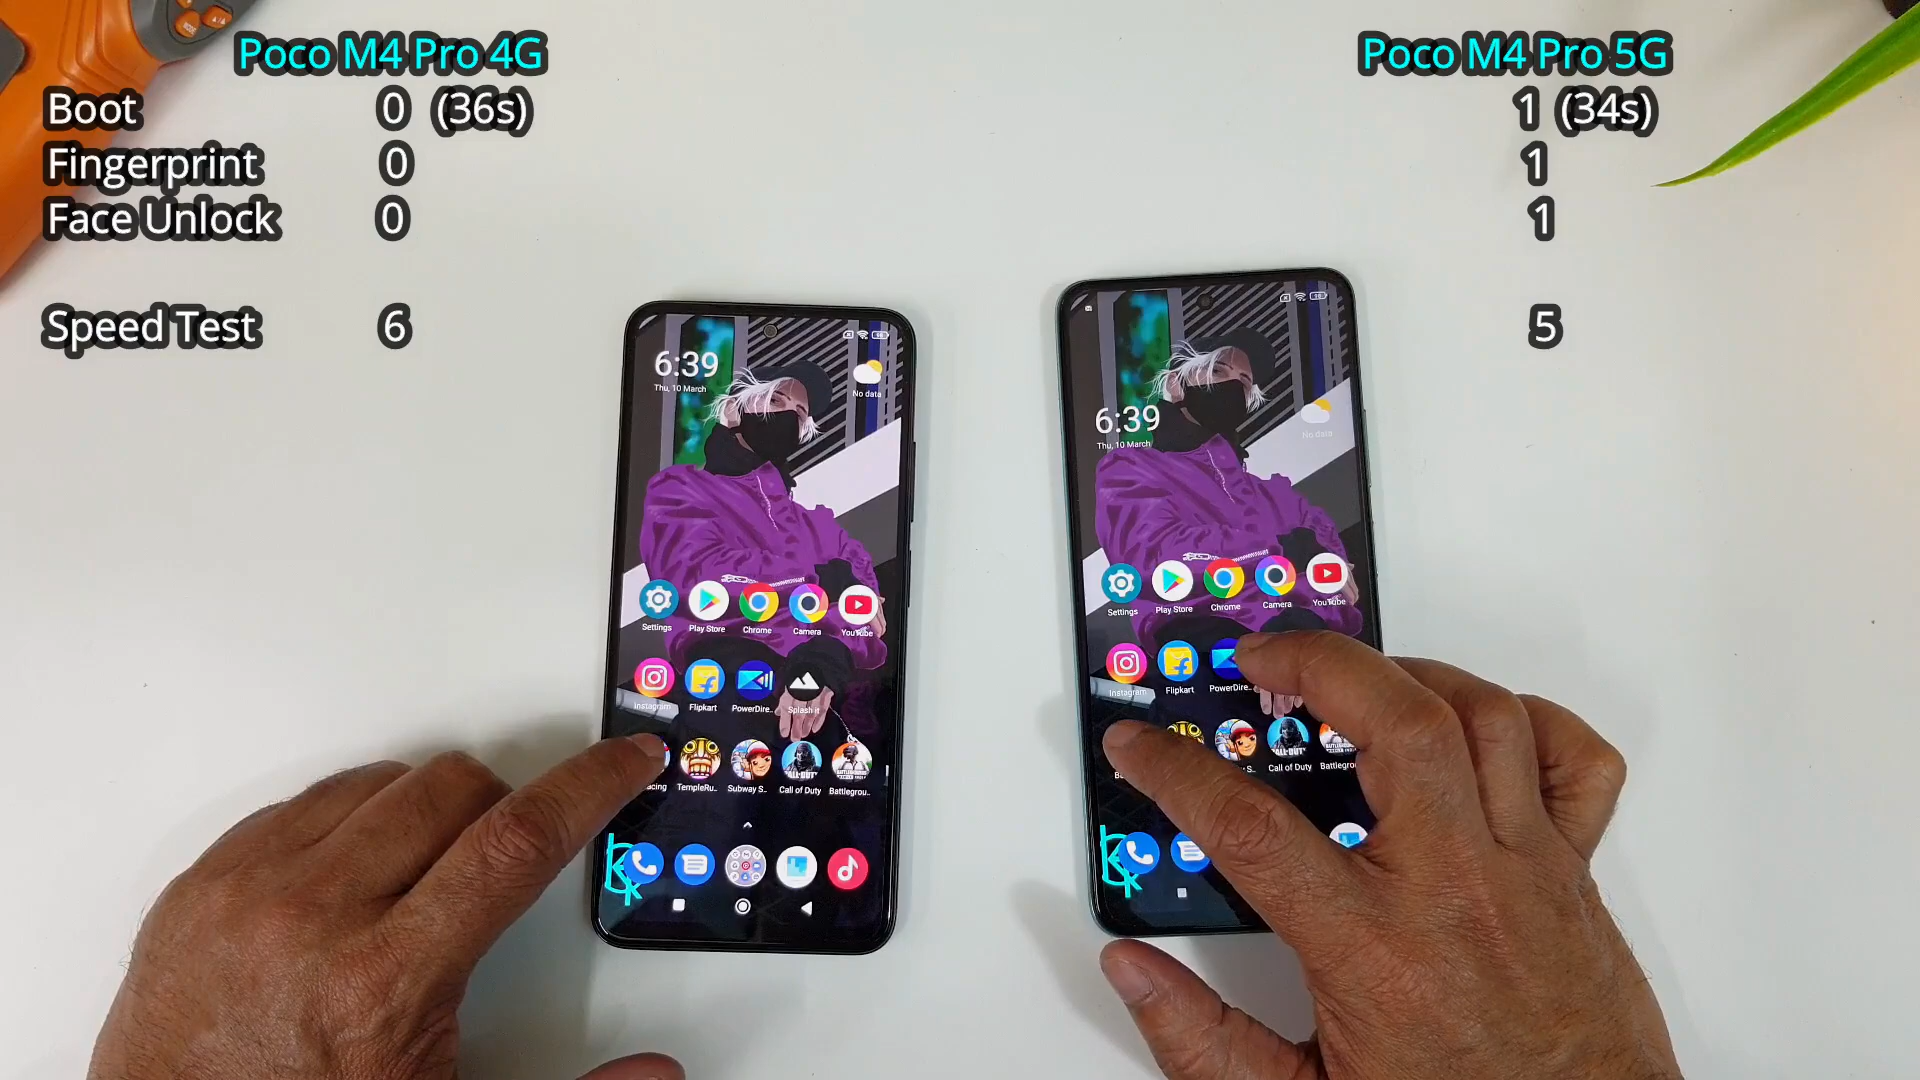 Poco M4 Pro 4G
Poco M4 Pro 5G
Boot 0 (36s) 1 (34s)
Fingerprint 0 1
Face Unlock 0 1
Speed Test 6 5
6:39
Thu, 10 March
No data
Settings Play Store Chrome Camera YouTube
Instagram Flipkart PowerDire.. Splash it
acing TempleRu.. Subway S.. Call of Duty Battlegrou..
6:39
Thu, 10 March
No data
Settings Play Store Chrome Camera YouTube
Instagram Flipkart PowerDire..
S.. Call of Duty Battlegrou..